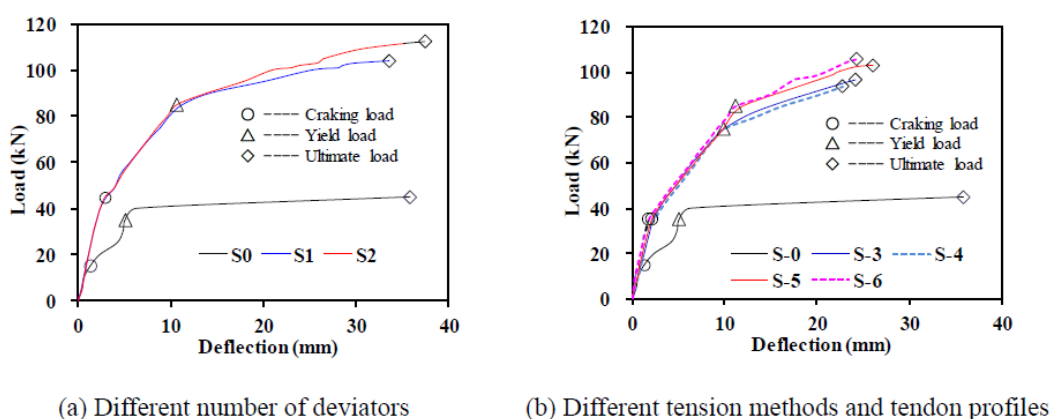 120
100
80
60
40
20
0
Load (kN)
Craking load
Yield load
Ultimate load
S0 S1 S2
0 10 20 30 40
Deflection (mm)
(a) Different number of deviators
120
100
80
60
40
20
0
Load (kN)
Craking load
Yield load
Ultimate load
S-0 S-3 S-4
S-5 S-6
0 10 20 30 40
Deflection (mm)
(b) Different tension methods and tendon profiles